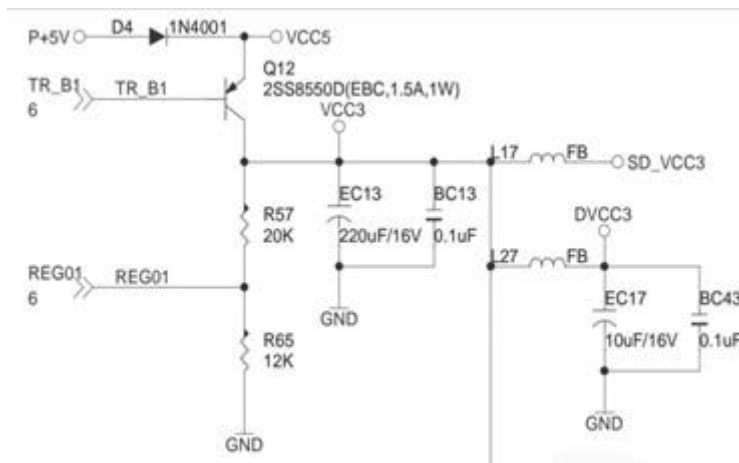 P+5V D4 1N4001 VCC5
Q12
TR_B1 TR_B1 2SS8550D(EBC,1.5A,1W)
6 VCC3
L17 FB SD_VCC3
EC13 BC13
R57 DVCC3
20K 220uF/16V 0.1uF
L27 FB
REG01 REG01
6 EC17 BC43
GND
R65 10uF/16V 0.1uF
12K
GND
GND